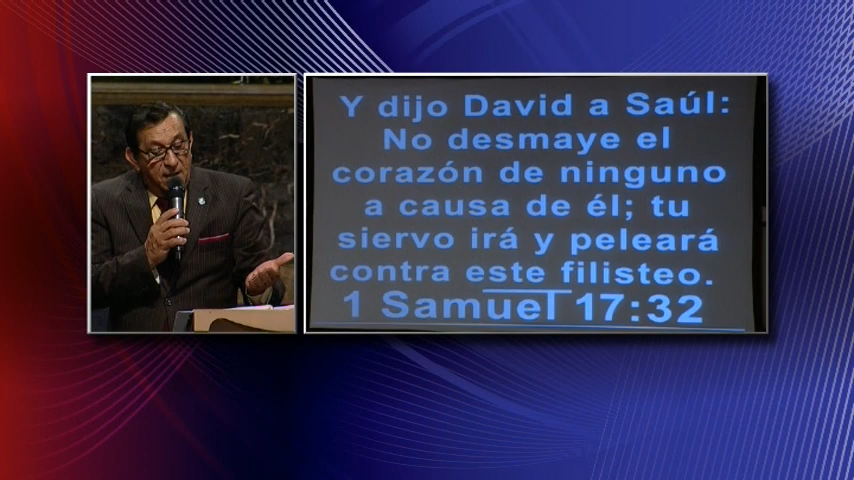 Y dijo David a Saúl:
No desmaye el
corazón de ninguno
a causa de él; tu
siervo irá y peleará
contra este filisteo.
1 Samuel 17:32